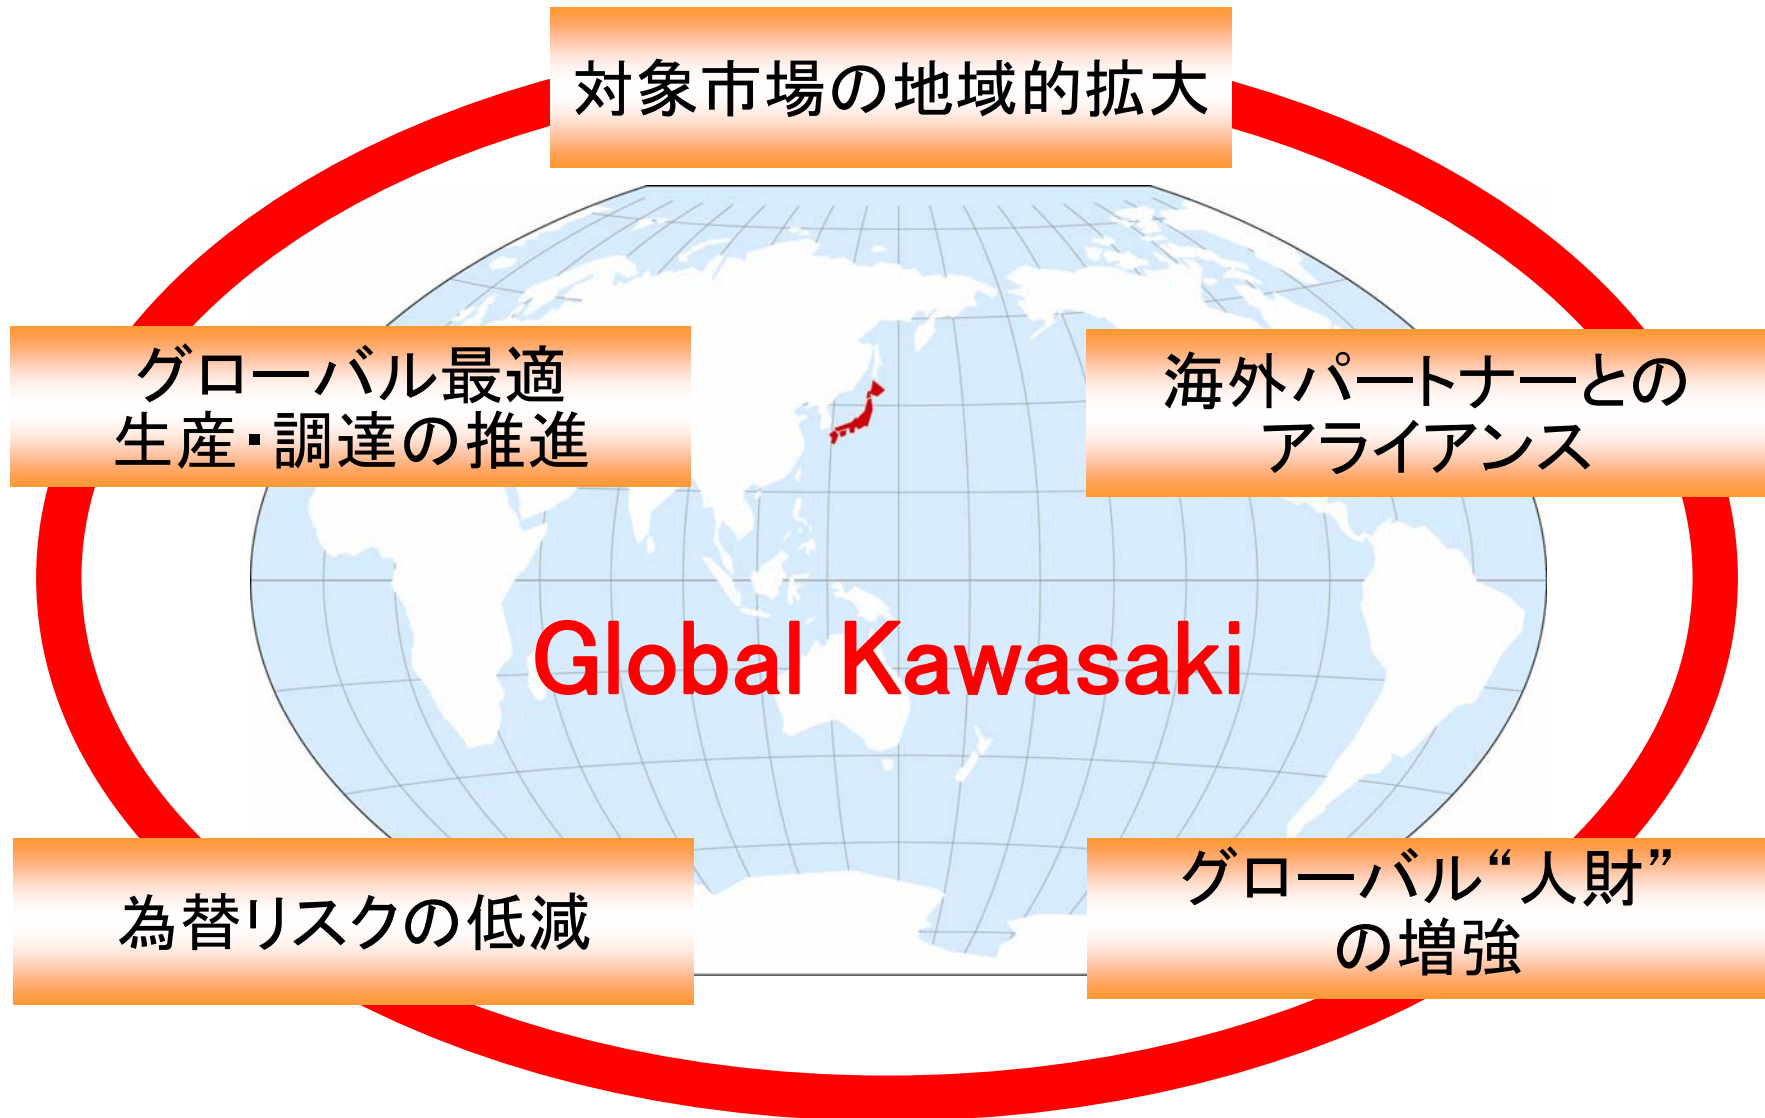 対象市場の地域的拡大
グローバル最適
生産・調達の推進
海外パートナーとの
アライアンス
Global Kawasaki
為替リスクの低減
グローバル“人財”
の増強